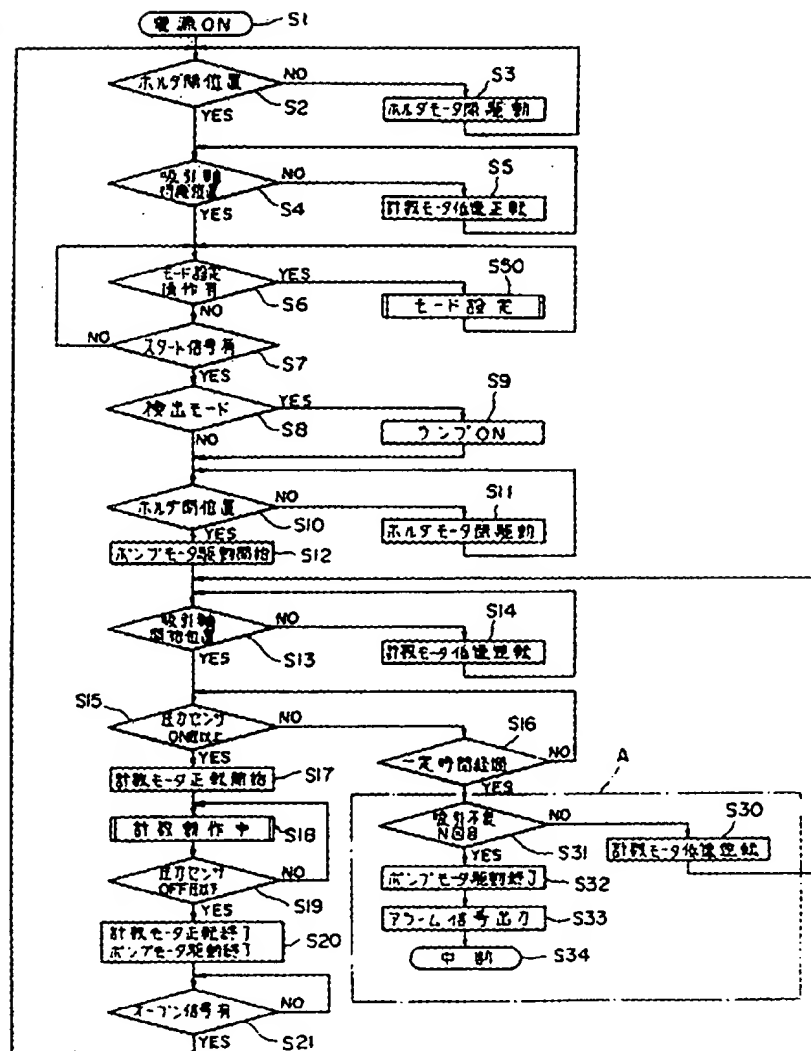 電源ON
S1
ホルダ開位置
NO
S2
YES
S3
ホルダモータ開駆動
吸引軸
待機位置
NO
S4
YES
S5
計数モータ低速正転
モード設定
操作有
YES
S6
NO
S50
モード設定
NO
スタート信号有
S7
YES
検出モード
YES
S8
NO
S9
ランプON
ホルダ閉位置
NO
S10
YES
S11
ホルダモータ閉駆動
ポンプモータ駆動開始
S12
吸引軸
開始位置
NO
S13
YES
S14
計数モータ低速逆転
S15
圧力センサ
ON値以上
NO
YES
S16
一定時間経過
NO
YES
計数モータ正転開始
S17
計数動作中
S18
圧力センサ
OFF値以下
NO
S19
YES
計数モータ正転終了
ポンプモータ駆動終了
S20
オープン信号有
NO
S21
YES
A
吸引不良
N回目
NO
S31
YES
S30
計数モータ低速逆転
ポンプモータ駆動終了
S32
アラーム信号出力
S33
中断
S34